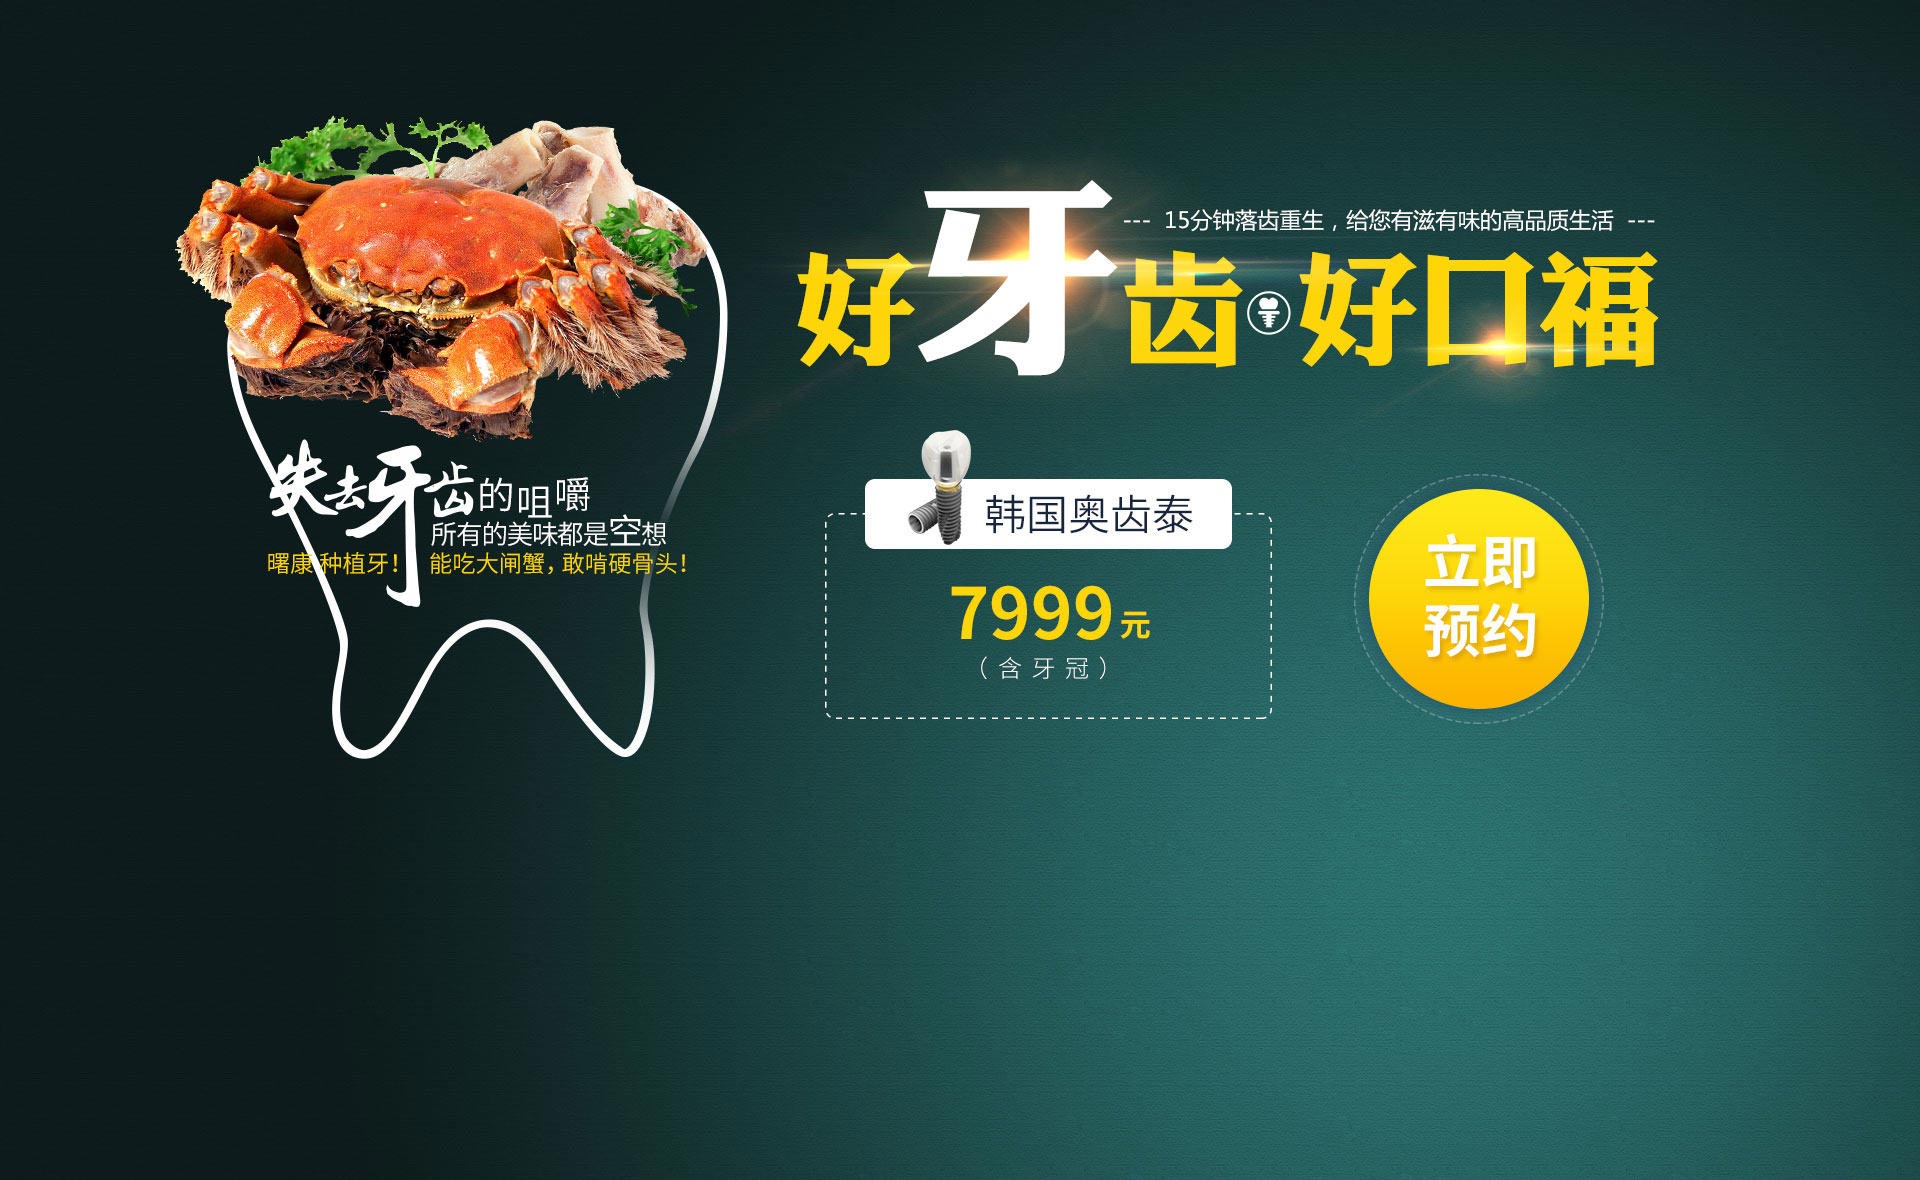 失去牙齿的咀嚼
所有的美味都是空想
曙康 种植牙！ 能吃大闸蟹，敢啃硬骨头！
--- 15分钟落齿重生，给您有滋有味的高品质生活 ---
好牙齿·好口福
韩国奥齿泰
7999元
（含牙冠）
立即
预约